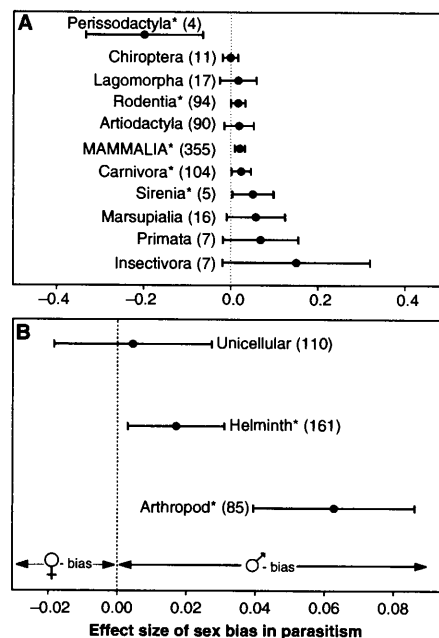 A
Perissodactyla* (4)
Chiroptera (11)
Lagomorpha (17)
Rodentia* (94)
Artiodactyla (90)
MAMMALIA* (355)
Carnivora* (104)
Sirenia* (5)
Marsupialia (16)
Primata (7)
Insectivora (7)
−0.4 −0.2 0.0 0.2 0.4
B
Unicellular (110)
Helminth* (161)
Arthropod* (85)
♀- bias ♂- bias
−0.02 0.00 0.02 0.04 0.06 0.08
Effect size of sex bias in parasitism